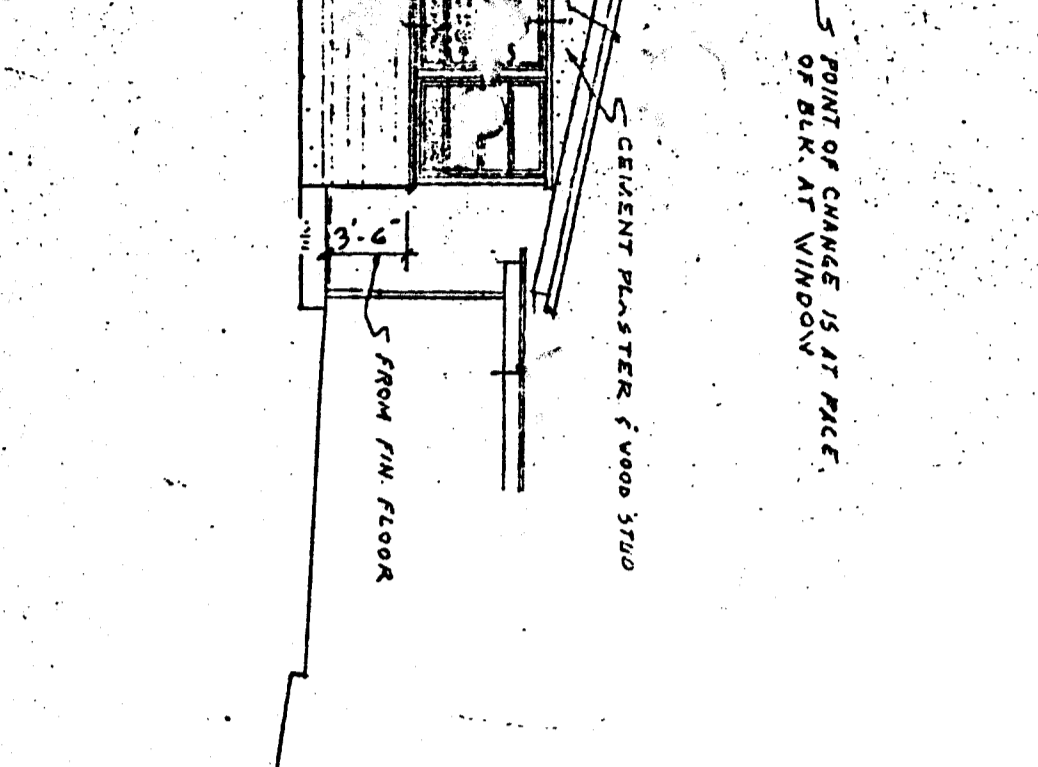 POINT OF CHANGE IS AT FACE
OF BLK. AT WINDOW
CEMENT PLASTER & WOOD STUD
3'-6"
FROM FIN. FLOOR